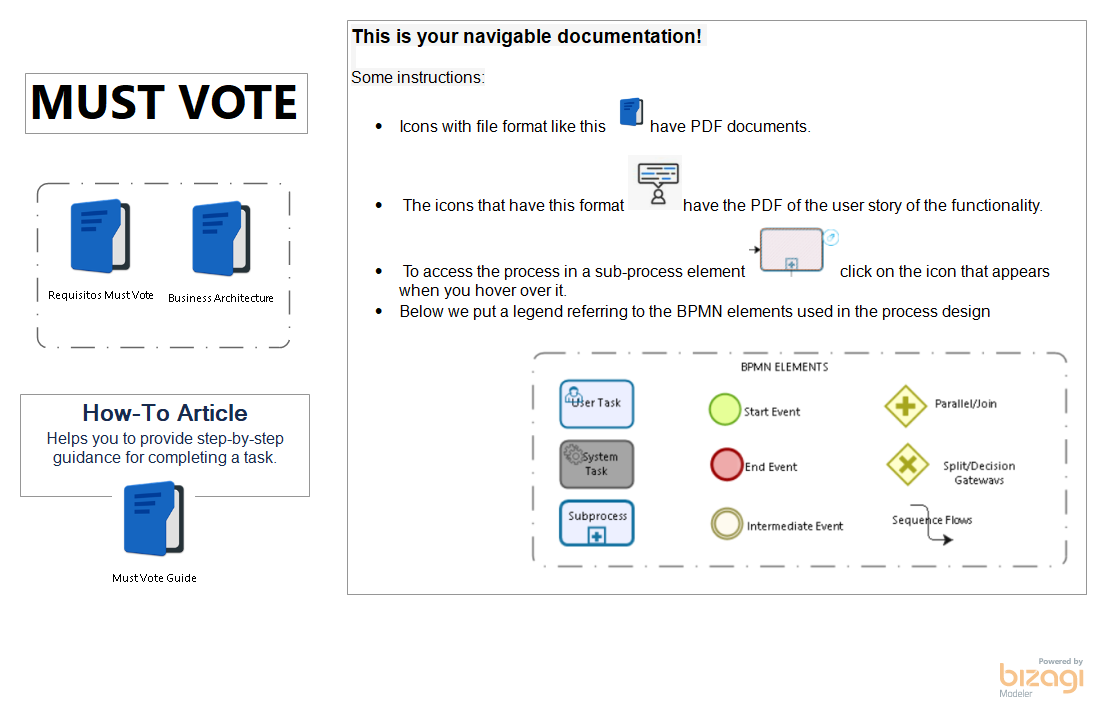 MUST VOTE
Requisitos Must Vote
Business Architecture
How-To Article
Helps you to provide step-by-step
guidance for completing a task.
Must Vote Guide
This is your navigable documentation!
Some instructions:
• Icons with file format like this have PDF documents.
• The icons that have this format have the PDF of the user story of the functionality.
• To access the process in a sub-process element click on the icon that appears
when you hover over it.
• Below we put a legend referring to the BPMN elements used in the process design
BPMN ELEMENTS
User Task
Start Event
Parallel/Join
System
Task
End Event
Split/Decision
Gateways
Subprocess
Intermediate Event
Sequence Flows
Powered by
bizagi
Modeler